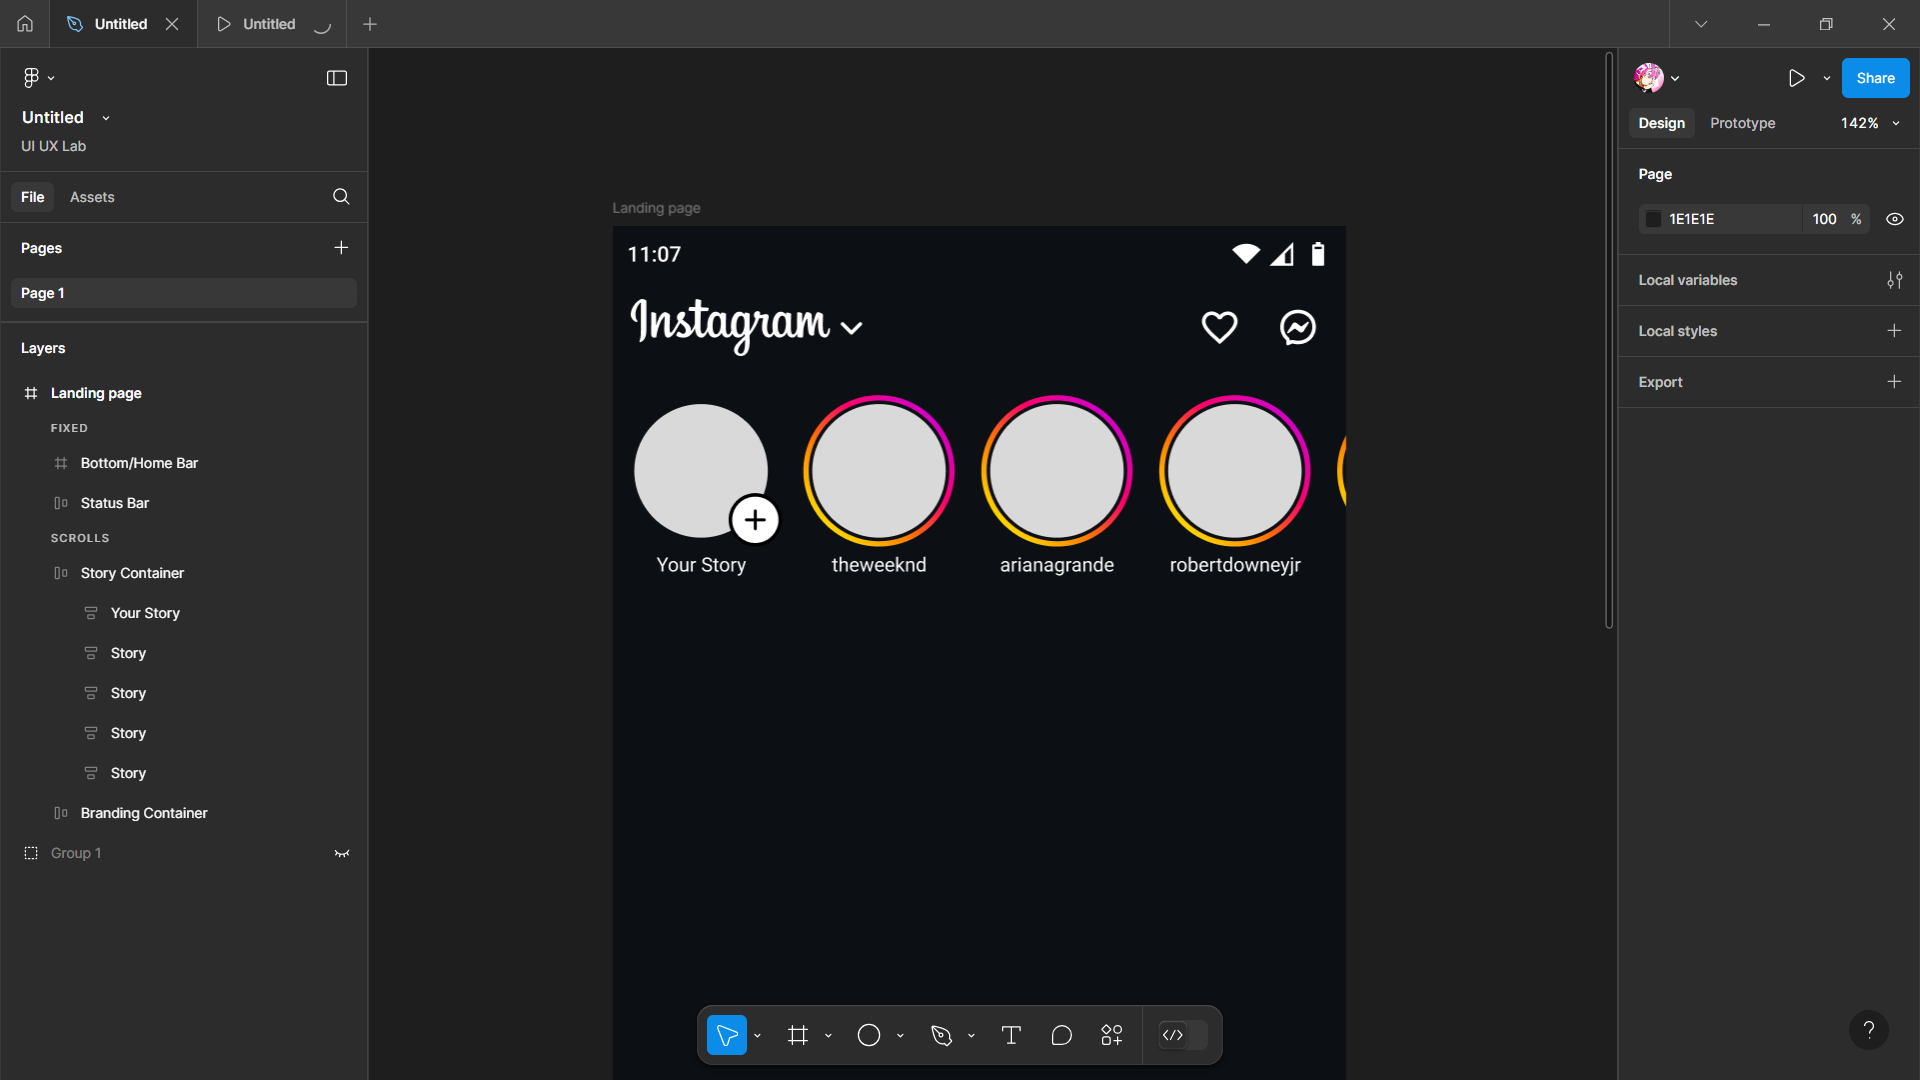 Untitled
Untitled
Untitled
UI UX Lab
File
Assets
Pages
Page 1
Layers
Landing page
FIXED
Bottom/Home Bar
Status Bar
SCROLLS
Story Container
Your Story
Story
Story
Story
Story
Branding Container
Group 1
Landing page
11:07
Instagram
Your Story
theweeknd
arianagrande
robertdowneyjr
Share
Design
Prototype
142%
Page
1E1E1E
100 %
Local variables
Local styles
Export
?